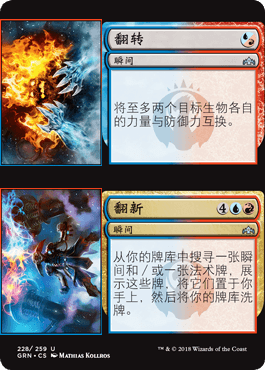 翻转
瞬间
将至多两个目标生物各自
的力量与防御力互换。
翻新
4
瞬间
从你的牌库中搜寻一张瞬
间和/或一张法术牌，展
示这些牌，将它们置于你
手上，然后将你的牌库洗
牌。
228/259 U
GRN • CS Mathias Kollros
™ & © 2018 Wizards of the Coast